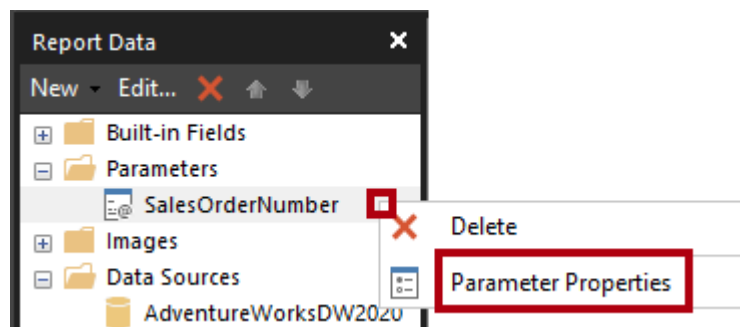 Report Data
New Edit...
Built-in Fields
Parameters
SalesOrderNumber
Delete
Images
Data Sources
Parameter Properties
AdventureWorksDW2020